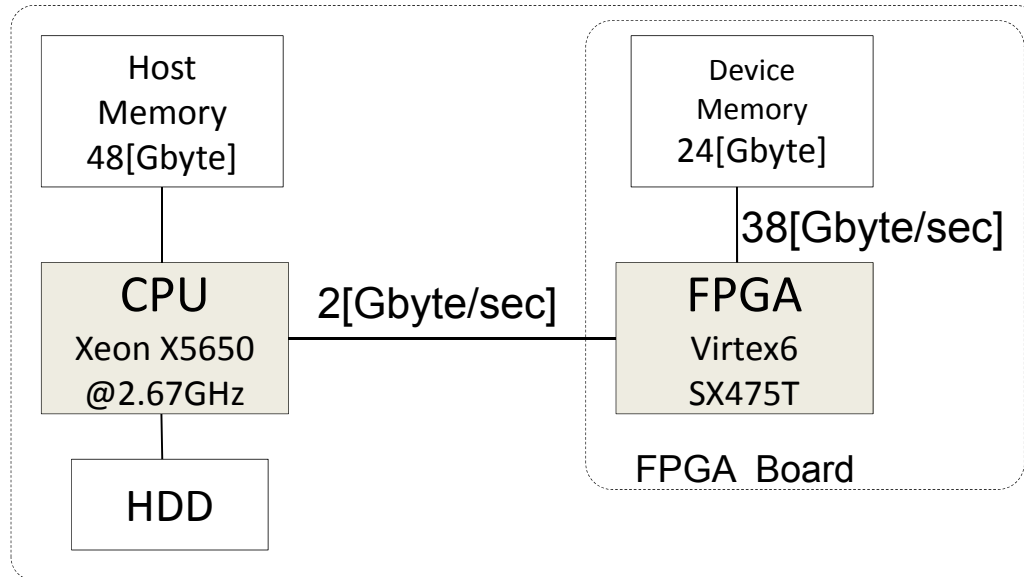 Host
Memory
48[Gbyte]
Device
Memory
24[Gbyte]
38[Gbyte/sec]
CPU
Xeon X5650
@2.67GHz
2[Gbyte/sec]
FPGA
Virtex6
SX475T
FPGA Board
HDD